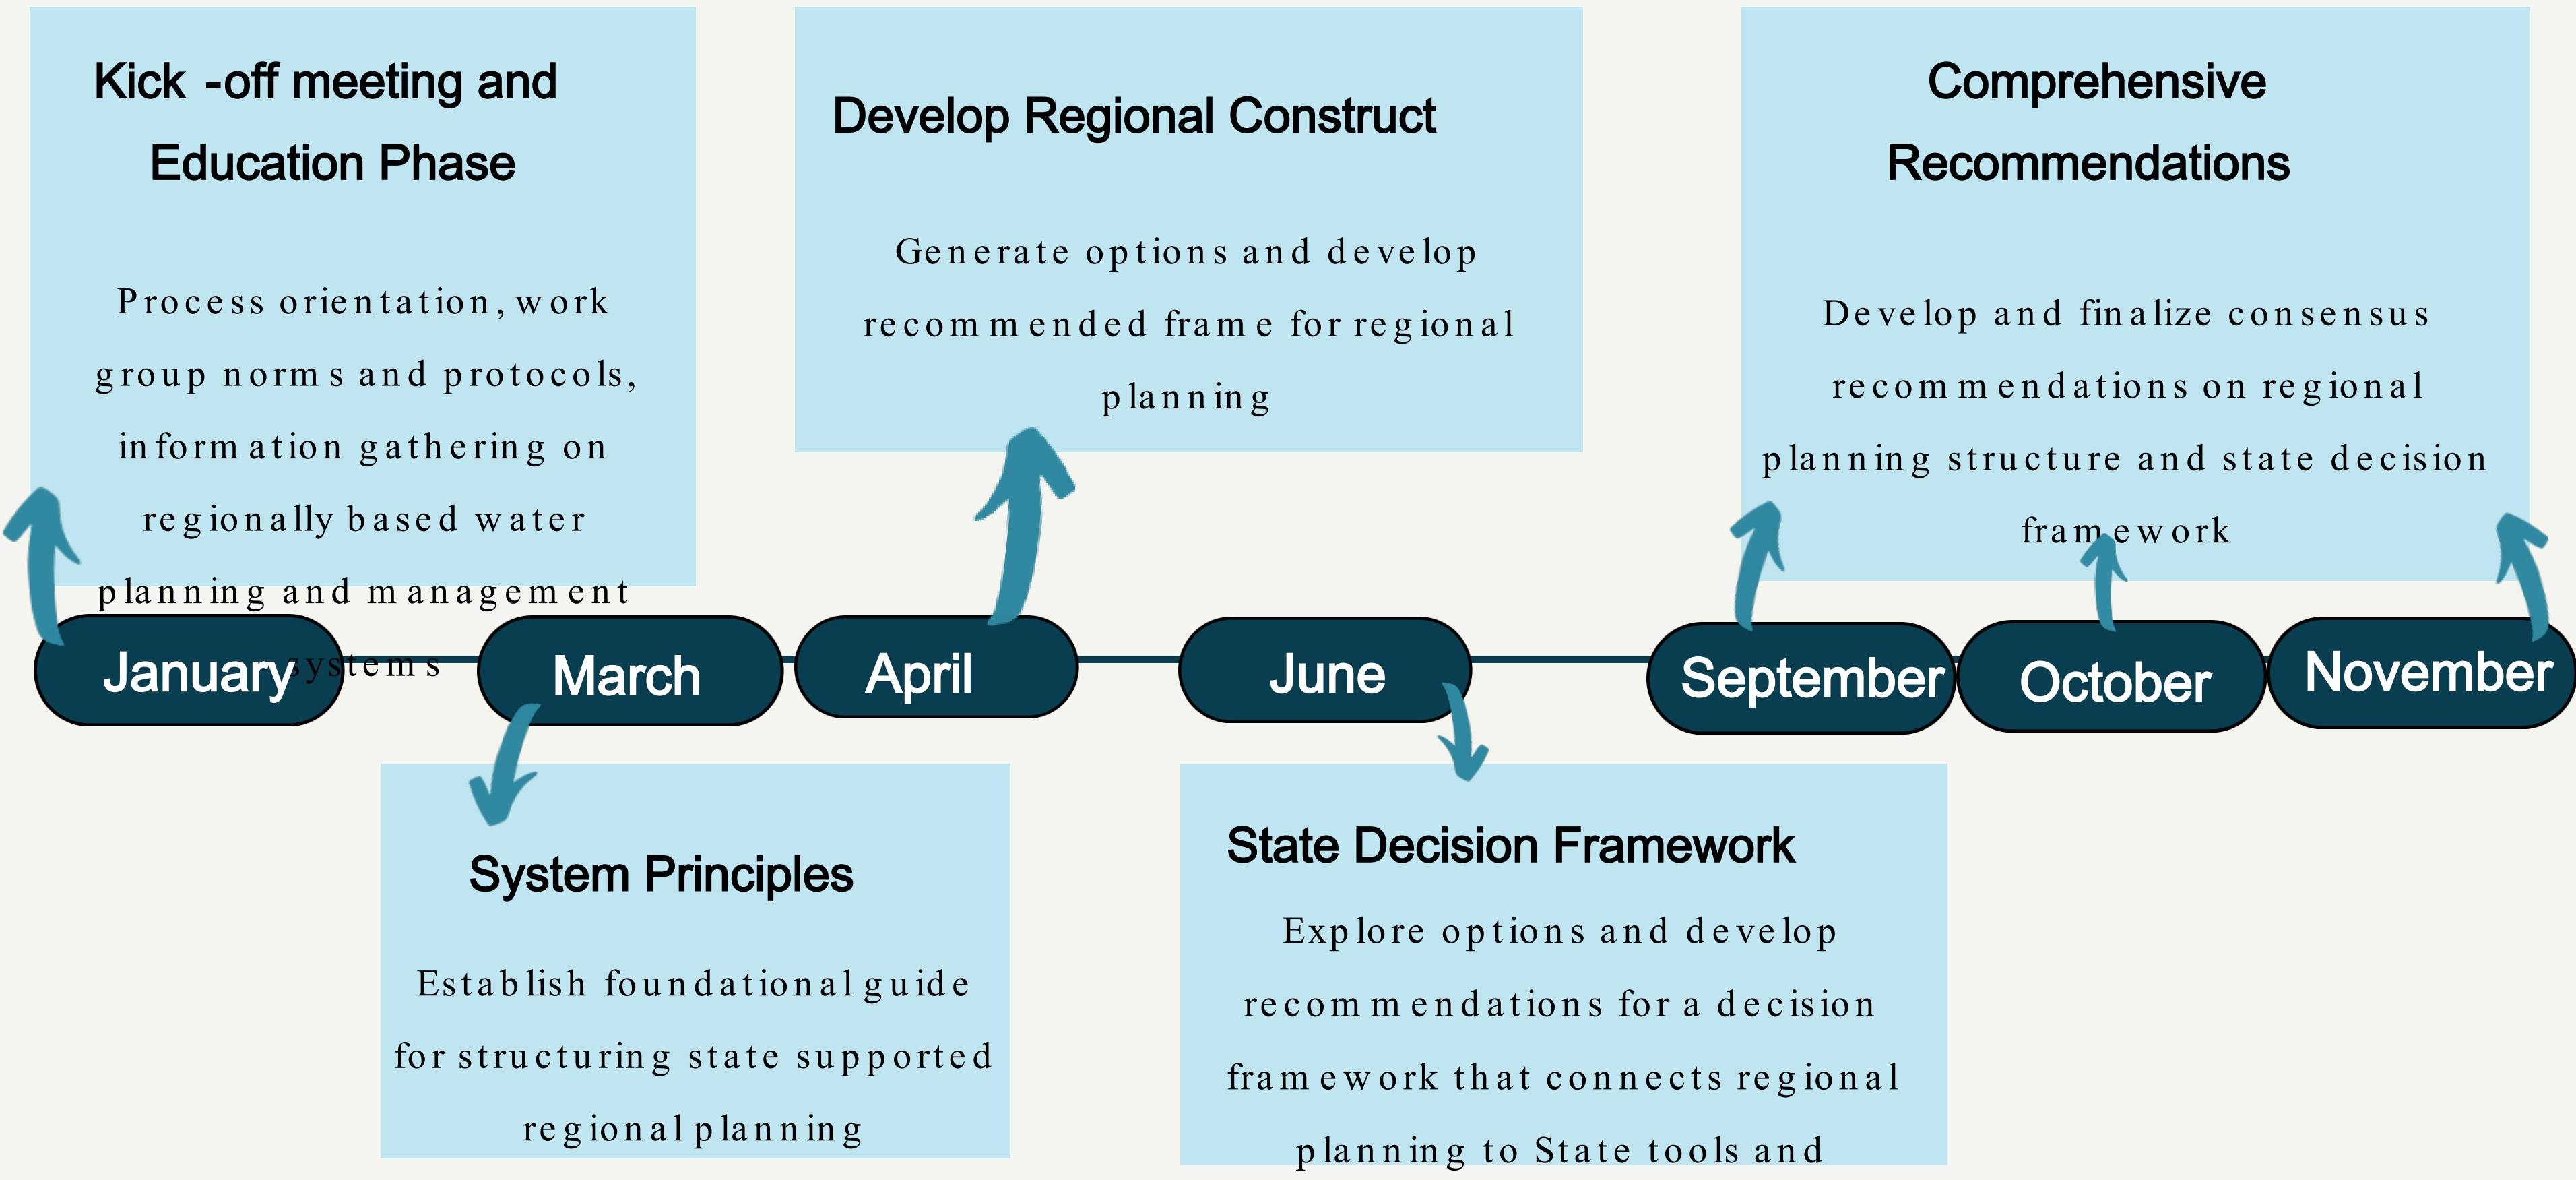 Kick -off meeting and
Education Phase
Process orientation, work
group norms and protocols,
information gathering on
regionally based water
planning and management
systems
Develop Regional Construct
Generate options and develop
recommended frame for regional
planning
Comprehensive
Recommendations
Develop and finalize consensus
recommendations on regional
planning structure and state decision
framework
January
March
April
June
September
October
November
System Principles
Establish foundational guide
for structuring state supported
regional planning
State Decision Framework
Explore options and develop
recommendations for a decision
framework that connects regional
planning to State tools and